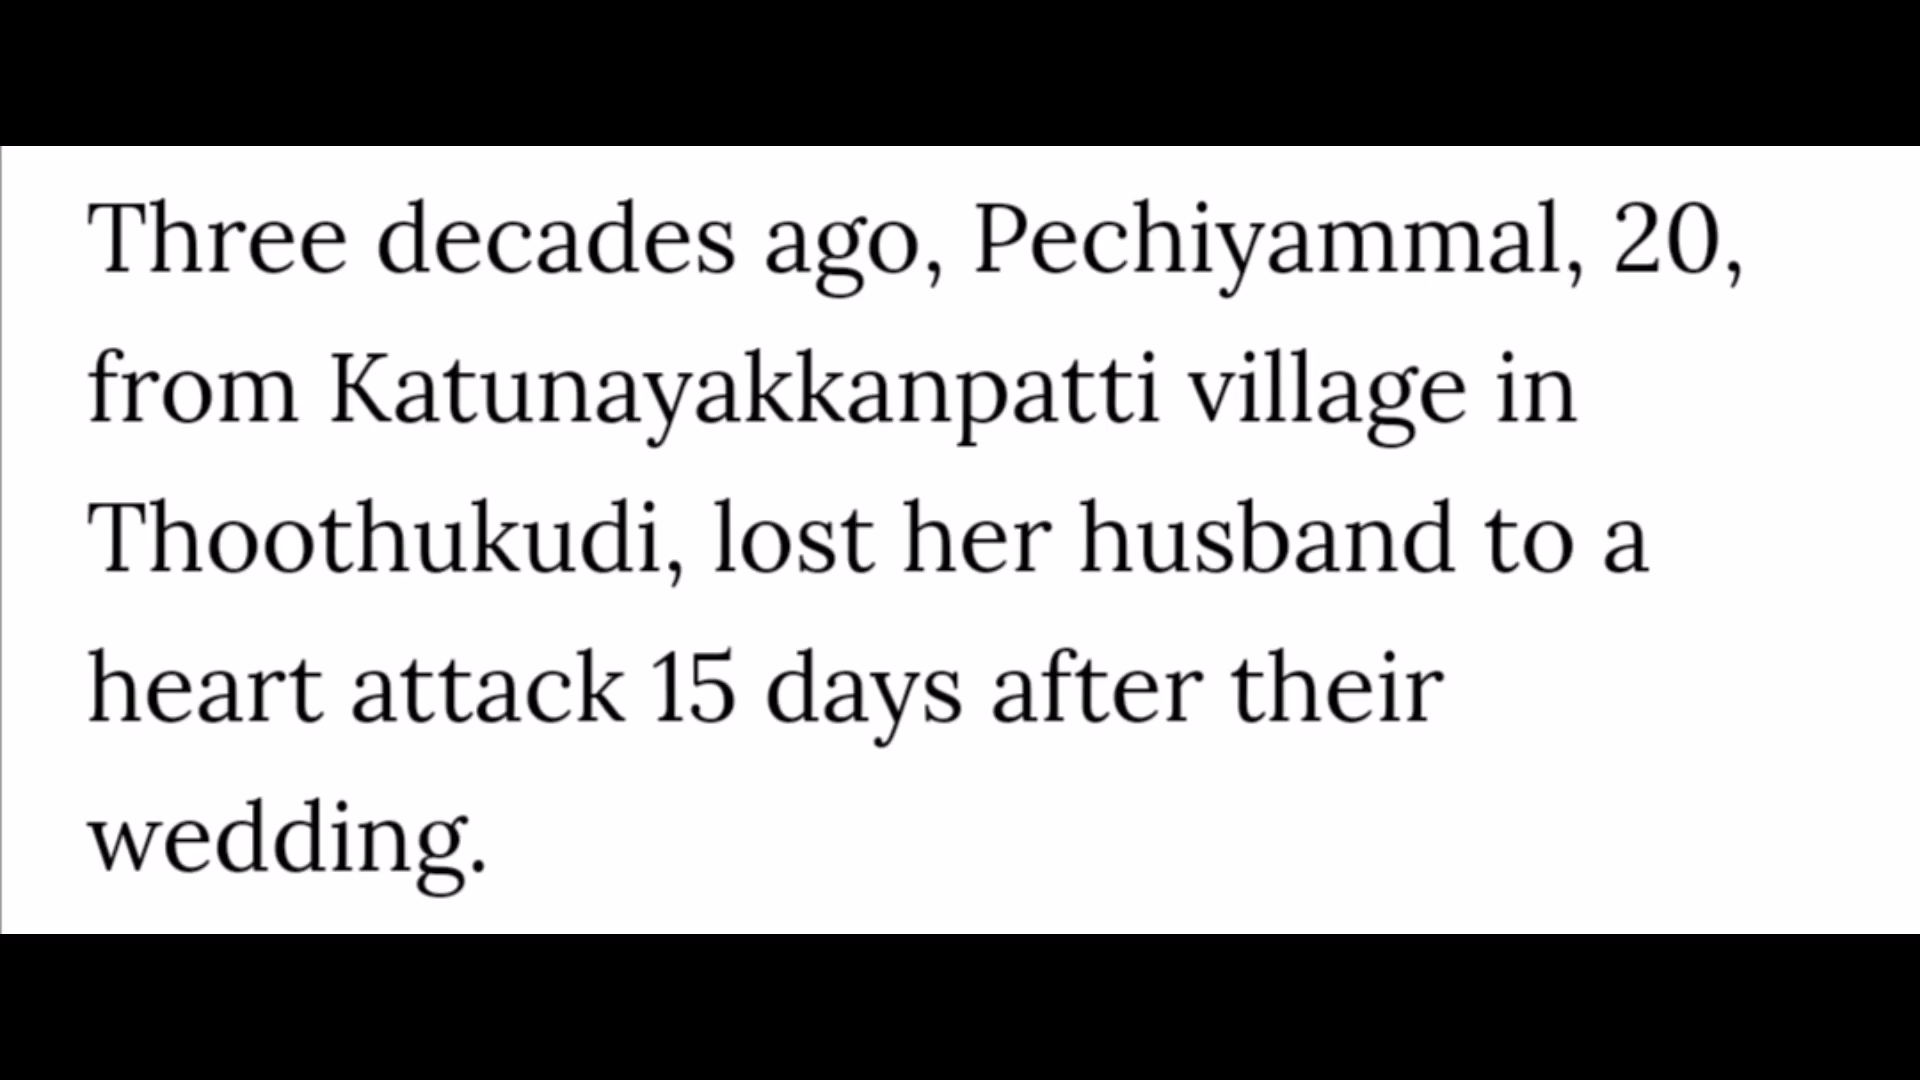 Three decades ago, Pechiyammal, 20,
from Katunayakkanpatti village in
Thoothukudi, lost her husband to a
heart attack 15 days after their
wedding.